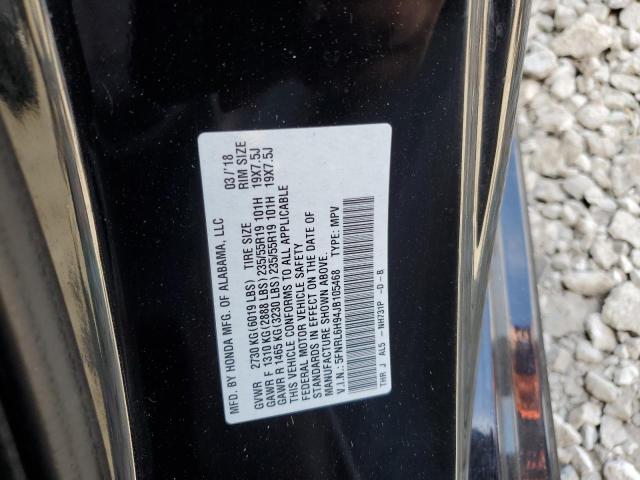 MFD. BY HONDA MFG. OF ALABAMA, LLC 03/'18
TIRE SIZE RIM SIZE
GVWR 2730 KG(6019 LBS)
GAWR F 1310 KG(2888 LBS) 235/55R19 101H 19X7.5J
GAWR R 1465 KG(3230 LBS) 235/55R19 101H 19X7.5J
THIS VEHICLE CONFORMS TO ALL APPLICABLE
FEDERAL MOTOR VEHICLE SAFETY
STANDARDS IN EFFECT ON THE DATE OF
MANUFACTURE SHOWN ABOVE.
V.I.N.: 5FNRL6H94JB105468 TYPE: MPV
THR J AL5 -NH731P -D-B